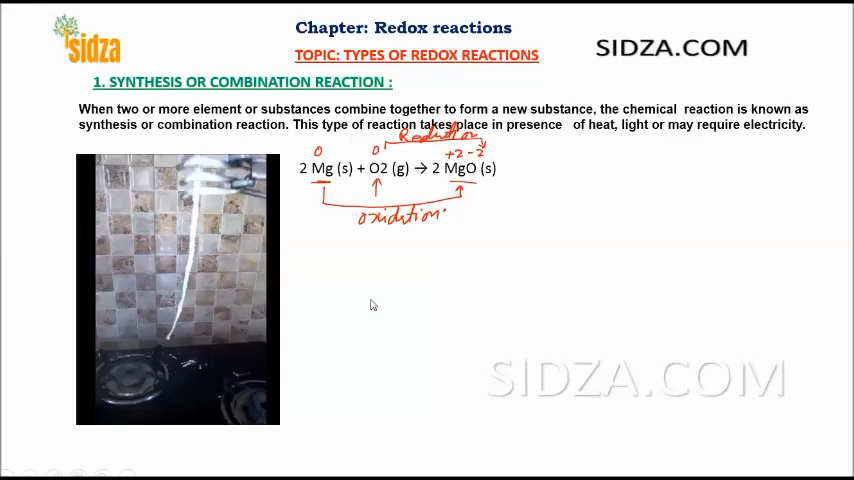 Chapter: Redox reactions
sidza
TOPIC: TYPES OF REDOX REACTIONS
SIDZA.COM
1. SYNTHESIS OR COMBINATION REACTION :
When two or more element or substances combine together to form a new substance, the chemical reaction is known as
synthesis or combination reaction. This type of reaction takes place in presence of heat, light or may require electricity.
Reduction
0 0 +2 -2
2 Mg (s) + O2 (g) → 2 MgO (s)
oxidation
SIDZA.COM